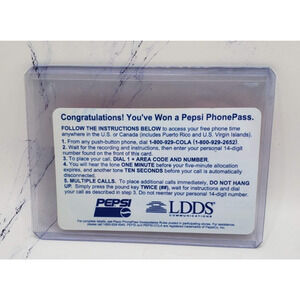 Congratulations! You've Won a Pepsi PhonePass.
FOLLOW THE INSTRUCTIONS BELOW to access your free phone time
anywhere in the U.S. or Canada (includes Puerto Rico and U.S. Virgin Islands).
1. From any push-button phone, dial 1-800-929-COLA (1-800-929-2652).
2. Wait for the recording and instructions, then enter your personal 14-digit
number found on the front of this card.
3. To place your call, DIAL 1 + AREA CODE AND NUMBER.
4. You will hear the tone ONE MINUTE before your five-minute allocation
expires, and another tone TEN SECONDS before your call is automatically
disconnected.
5. MULTIPLE CALLS. To place additional calls immediately, DO NOT HANG
UP. Simply press the pound key TWICE (##), wait for instructions and dial
your call as described in step 3. Do not reenter your personal 14-digit number.
PEPSI
LDDS
COMMUNICATIONS